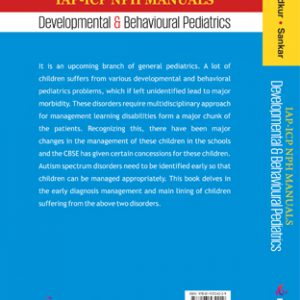 IAP-ICP NPH MANUALS
Developmental & Behavioural Pediatrics
It is an upcoming branch of general pediatrics. A lot of
children suffer from various developmental and behavioral
pediatrics problems, which if left unidentified lead to major
morbidity. These disorders require multidisciplinary approach
for management learning disabilities form a major chunk of
the patients. Recognizing this, there have been major
changes in the management of these children in the schools
and the CBSE has given certain concessions for these children.
Autism spectrum disorders need to be identified early so that
children can be managed appropriately. This book delves in
the early diagnosis management and main lining of children
suffering from the above two disorders.
Sankar
IAP-ICP NPH MANUALS
Developmental & Behavioural Pediatrics